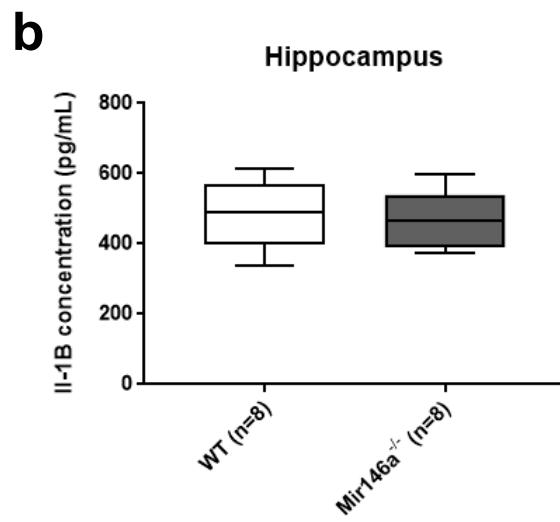 b
Hippocampus
Il-1B concentration (pg/mL)
800
600
400
200
0
WT (n=8)
Mir146a-/- (n=8)